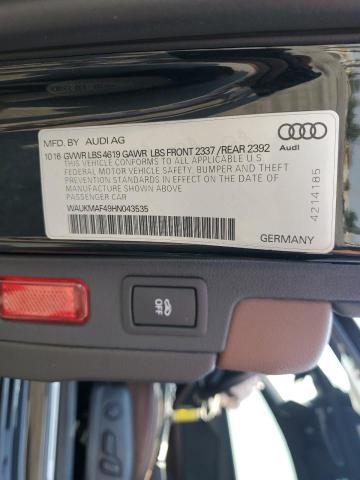 MFD. BY AUDI AG
10 16 GVWR LBS 4619 GAWR LBS FRONT 2337 / REAR 2392
THIS VEHICLE CONFORMS TO ALL APPLICABLE U.S.
FEDERAL MOTOR VEHICLE SAFETY, BUMPER AND THEFT
PREVENTION STANDARDS IN EFFECT ON THE DATE OF
MANUFACTURE SHOWN ABOVE
PASSENGER CAR
WAUKMAF49HN043535
Audi
4214185
GERMANY
OFF